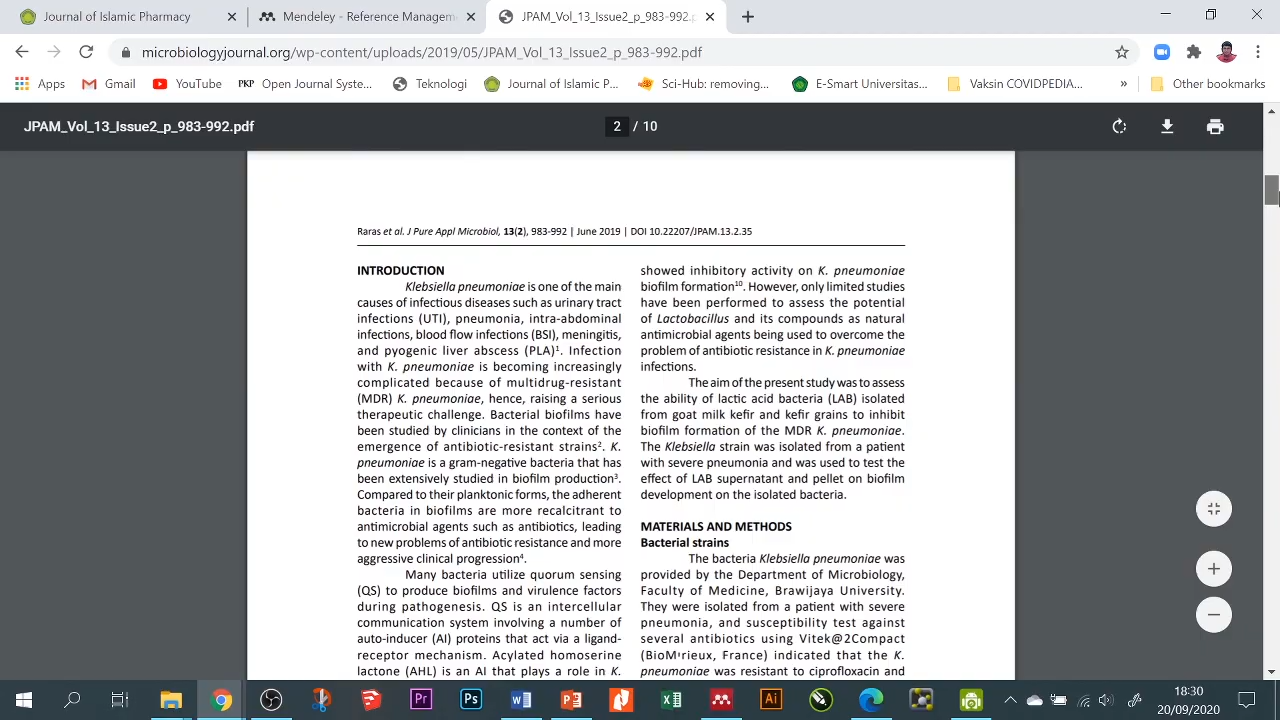 Journal of Islamic Pharmacy
Mendeley - Reference Managem
JPAM_Vol_13_Issue2_p_983-992.p
microbiologyjournal.org/wp-content/uploads/2019/05/JPAM_Vol_13_Issue2_p_983-992.pdf
Apps Gmail YouTube PKP Open Journal Syste... Teknologi Journal of Islamic P... Sci-Hub: removing... E-Smart Universitas... Vaksin COVIDPEDIA... » Other bookmarks
JPAM_Vol_13_Issue2_p_983-992.pdf
2 / 10
Raras et al. J Pure Appl Microbiol, 13(2), 983-992 | June 2019 | DOI 10.22207/JPAM.13.2.35
INTRODUCTION
Klebsiella pneumoniae is one of the main
causes of infectious diseases such as urinary tract
infections (UTI), pneumonia, intra-abdominal
infections, blood flow infections (BSI), meningitis,
and pyogenic liver abscess (PLA)¹. Infection
with K. pneumoniae is becoming increasingly
complicated because of multidrug-resistant
(MDR) K. pneumoniae, hence, raising a serious
therapeutic challenge. Bacterial biofilms have
been studied by clinicians in the context of the
emergence of antibiotic-resistant strains². K.
pneumoniae is a gram-negative bacteria that has
been extensively studied in biofilm production³.
Compared to their planktonic forms, the adherent
bacteria in biofilms are more recalcitrant to
antimicrobial agents such as antibiotics, leading
to new problems of antibiotic resistance and more
aggressive clinical progression⁴.
Many bacteria utilize quorum sensing
(QS) to produce biofilms and virulence factors
during pathogenesis. QS is an intercellular
communication system involving a number of
auto-inducer (AI) proteins that act via a ligand-
receptor mechanism. Acylated homoserine
lactone (AHL) is an AI that plays a role in K.
showed inhibitory activity on K. pneumoniae
biofilm formation¹⁰. However, only limited studies
have been performed to assess the potential
of Lactobacillus and its compounds as natural
antimicrobial agents being used to overcome the
problem of antibiotic resistance in K. pneumoniae
infections.
The aim of the present study was to assess
the ability of lactic acid bacteria (LAB) isolated
from goat milk kefir and kefir grains to inhibit
biofilm formation of the MDR K. pneumoniae.
The Klebsiella strain was isolated from a patient
with severe pneumonia and was used to test the
effect of LAB supernatant and pellet on biofilm
development on the isolated bacteria.
MATERIALS AND METHODS
Bacterial strains
The bacteria Klebsiella pneumoniae was
provided by the Department of Microbiology,
Faculty of Medicine, Brawijaya University.
They were isolated from a patient with severe
pneumonia, and susceptibility test against
several antibiotics using Vitek@2Compact
(BioMᶦrieux, France) indicated that the K.
pneumoniae was resistant to ciprofloxacin and
18:30
20/09/2020